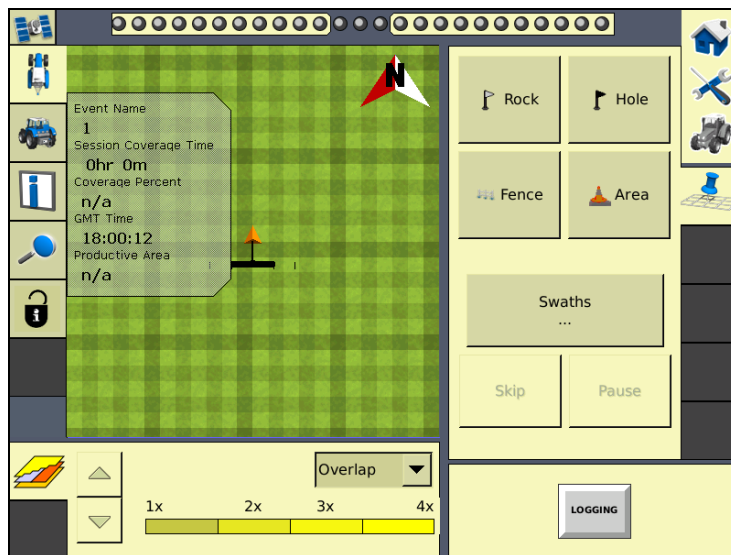 N
Event Name
1
Session Coverage Time
0hr 0m
Coverage Percent
n/a
GMT Time
18:00:12
Productive Area
n/a
Rock
Hole
Fence
Area
Swaths
...
Skip
Pause
Overlap
1x 2x 3x 4x
LOGGING